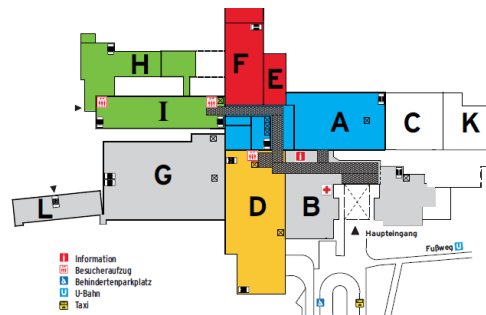 F
H
E
I
A
C
K
G
D
B
L
Haupteingang
Fußweg U
Information
Besucheraufzug
Behindertenparkplatz
U U-Bahn
Taxi